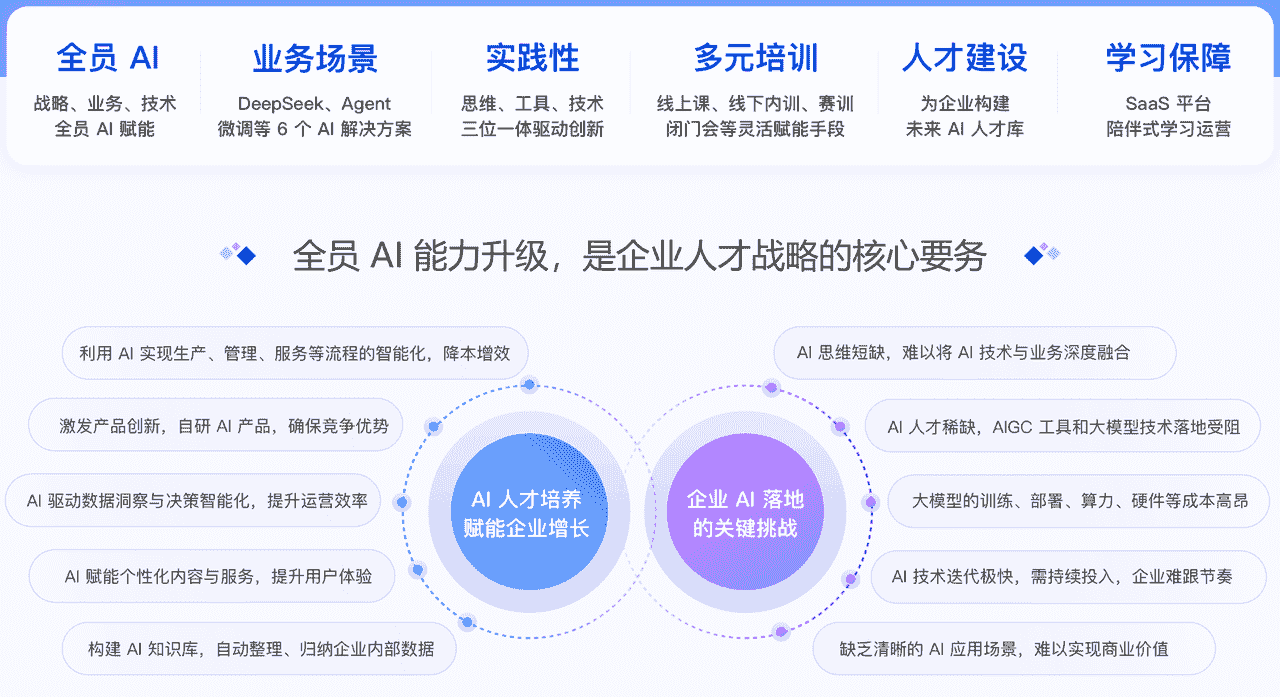 全员 AI
战略、业务、技术
全员 AI 赋能
业务场景
DeepSeek、Agent
微调等 6 个 AI 解决方案
实践性
思维、工具、技术
三位一体驱动创新
多元培训
线上课、线下内训、赛训
闭门会等灵活赋能手段
人才建设
为企业构建
未来 AI 人才库
学习保障
SaaS 平台
陪伴式学习运营
全员 AI 能力升级，是企业人才战略的核心要务
利用 AI 实现生产、管理、服务等流程的智能化，降本增效
激发产品创新，自研 AI 产品，确保竞争优势
AI 驱动数据洞察与决策智能化，提升运营效率
AI 赋能个性化内容与服务，提升用户体验
构建 AI 知识库，自动整理、归纳企业内部数据
AI 人才培养
赋能企业增长
企业 AI 落地
的关键挑战
AI 思维短缺，难以将 AI 技术与业务深度融合
AI 人才稀缺，AIGC 工具和大模型技术落地受阻
大模型的训练、部署、算力、硬件等成本高昂
AI 技术迭代极快，需持续投入，企业难跟节奏
缺乏清晰的 AI 应用场景，难以实现商业价值